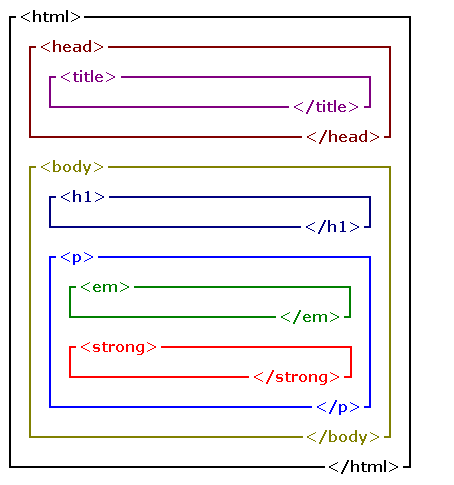 <html>
<head>
<title>
</title>
</head>
<body>
<h1>
</h1>
<p>
<em>
</em>
<strong>
</strong>
</p>
</body>
</html>